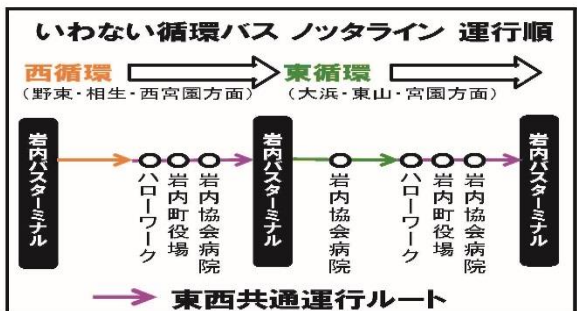 いわない循環バス ノッタライン 運行順
西循環
東循環
(野東・相生・西宮園方面)
(大浜・東山・宮園方面)
岩内バスターミナル
ハローワーク
岩内町役場
岩内協会病院
岩内バスターミナル
岩内協会病院
ハローワーク
岩内町役場
岩内協会病院
岩内バスターミナル
東西共通運行ルート